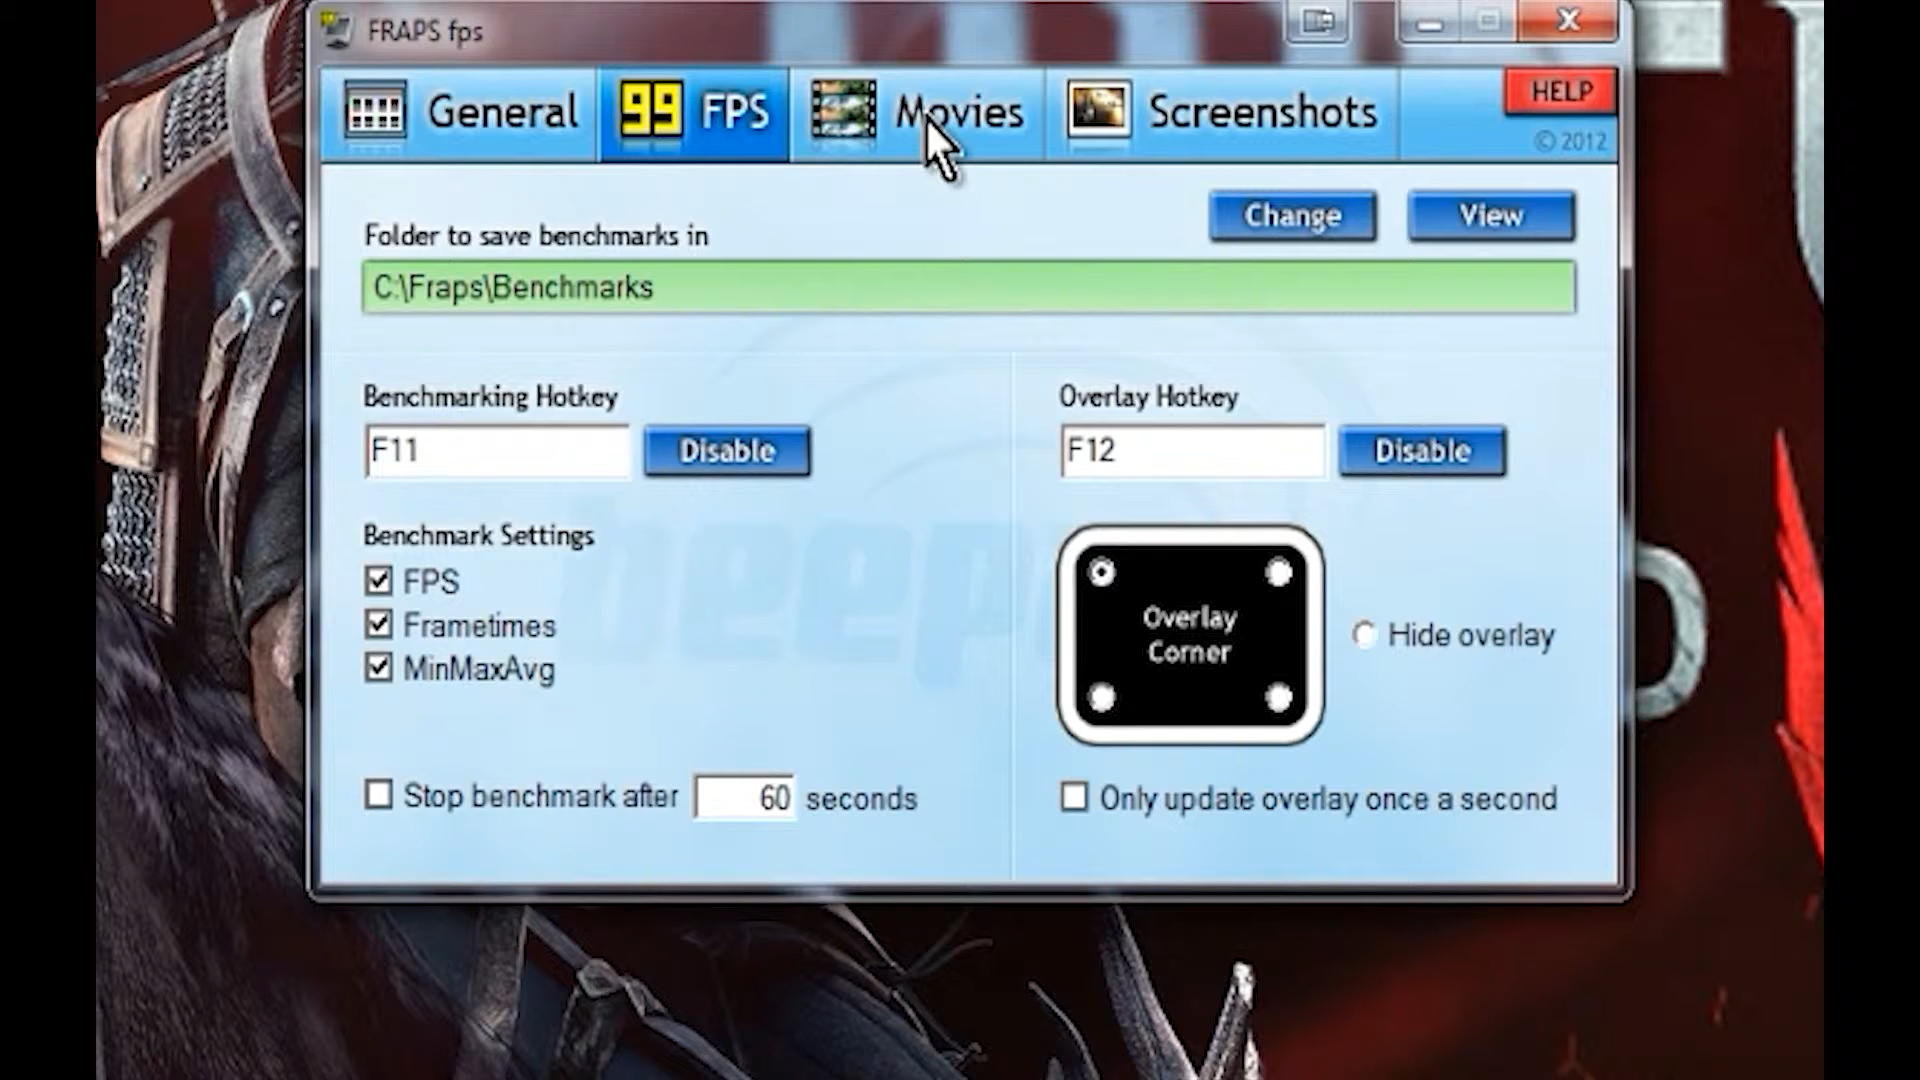 FRAPS fps
General
99 FPS
Movies
Screenshots
HELP
© 2012
Change
View
Folder to save benchmarks in
C:\Fraps\Benchmarks
Benchmarking Hotkey
F11
Disable
Overlay Hotkey
F12
Disable
Benchmark Settings
FPS
Frametimes
MinMaxAvg
Overlay
Corner
Hide overlay
Stop benchmark after 60 seconds
Only update overlay once a second